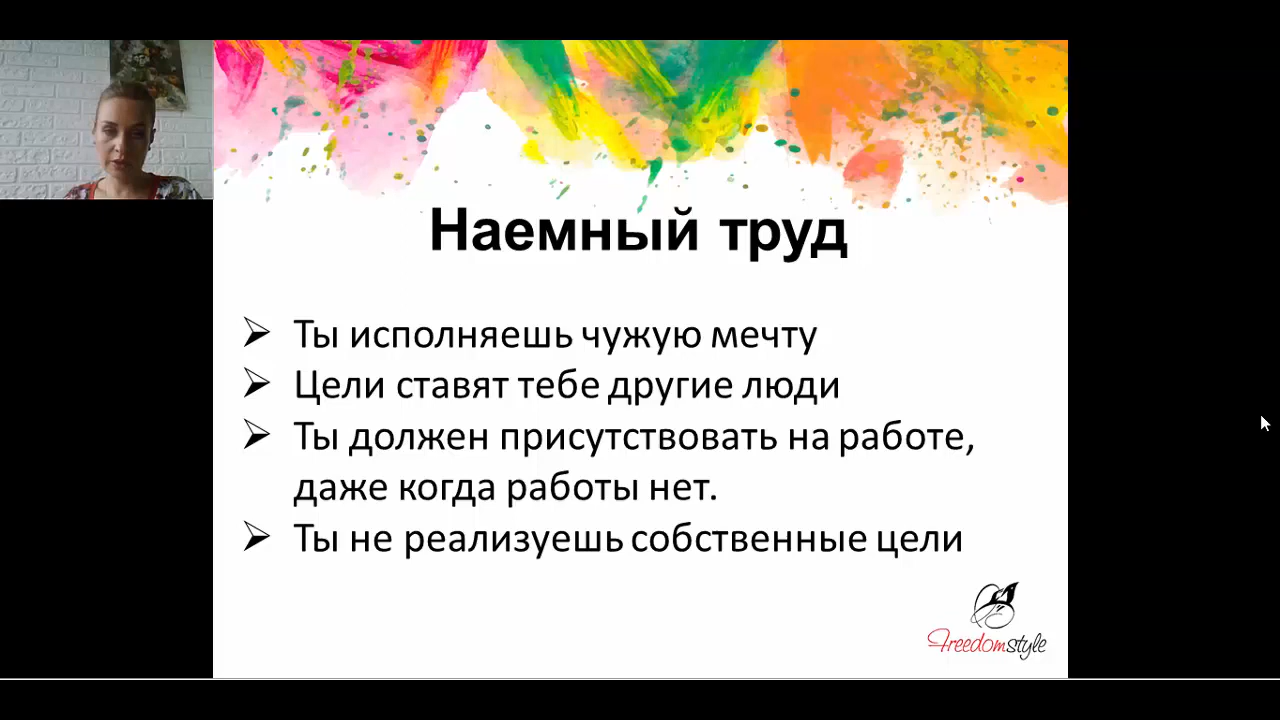 Наемный труд
Ты исполняешь чужую мечту
Цели ставят тебе другие люди
Ты должен присутствовать на работе,
даже когда работы нет.
Ты не реализуешь собственные цели
Freedomstyle